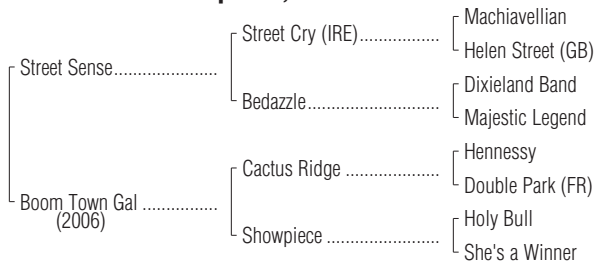 Machiavellian
Street Cry (IRE)..................
Helen Street (GB)
Street Sense......................
Dixieland Band
Bedazzle.............................
Majestic Legend
Hennessy
Cactus Ridge .....................
Double Park (FR)
Boom Town Gal ................
(2006)
Holy Bull
Showpiece .........................
She's a Winner